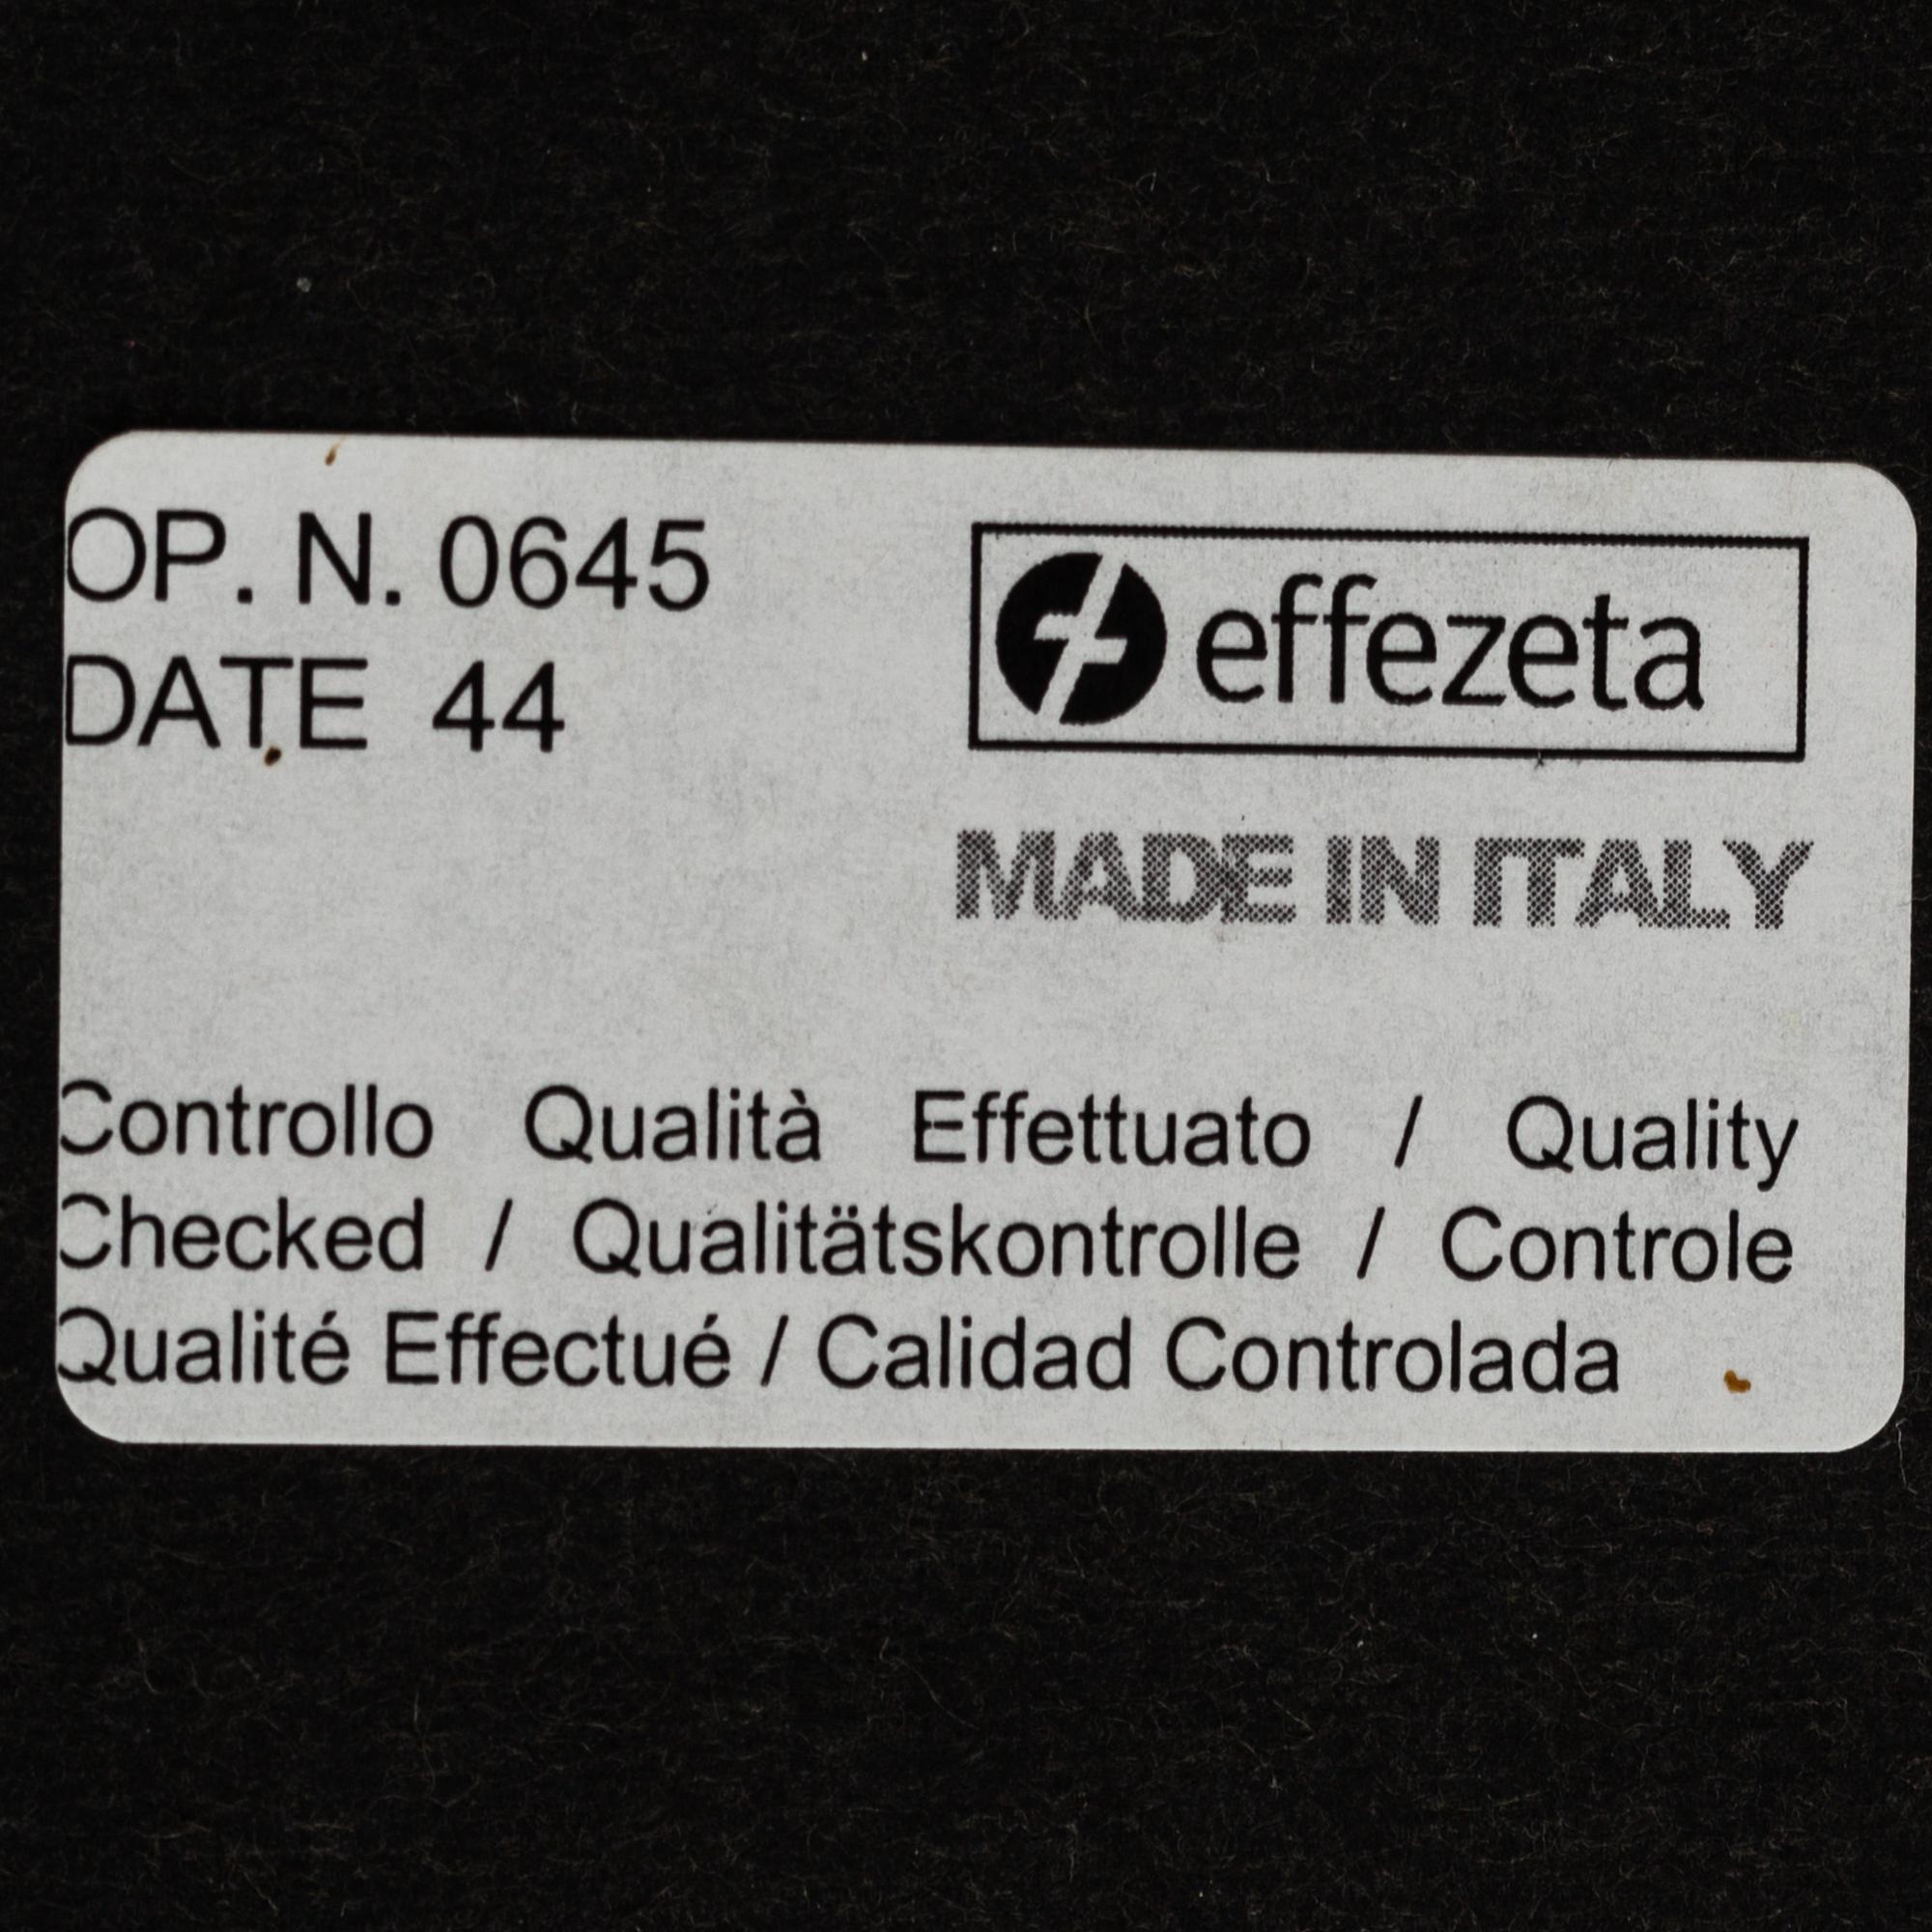 OP. N. 0645
DATE 44
effezeta
MADE IN ITALY
Controllo Qualità Effettuato / Quality
Checked / Qualitätskontrolle / Controle
Qualité Effectué / Calidad Controlada